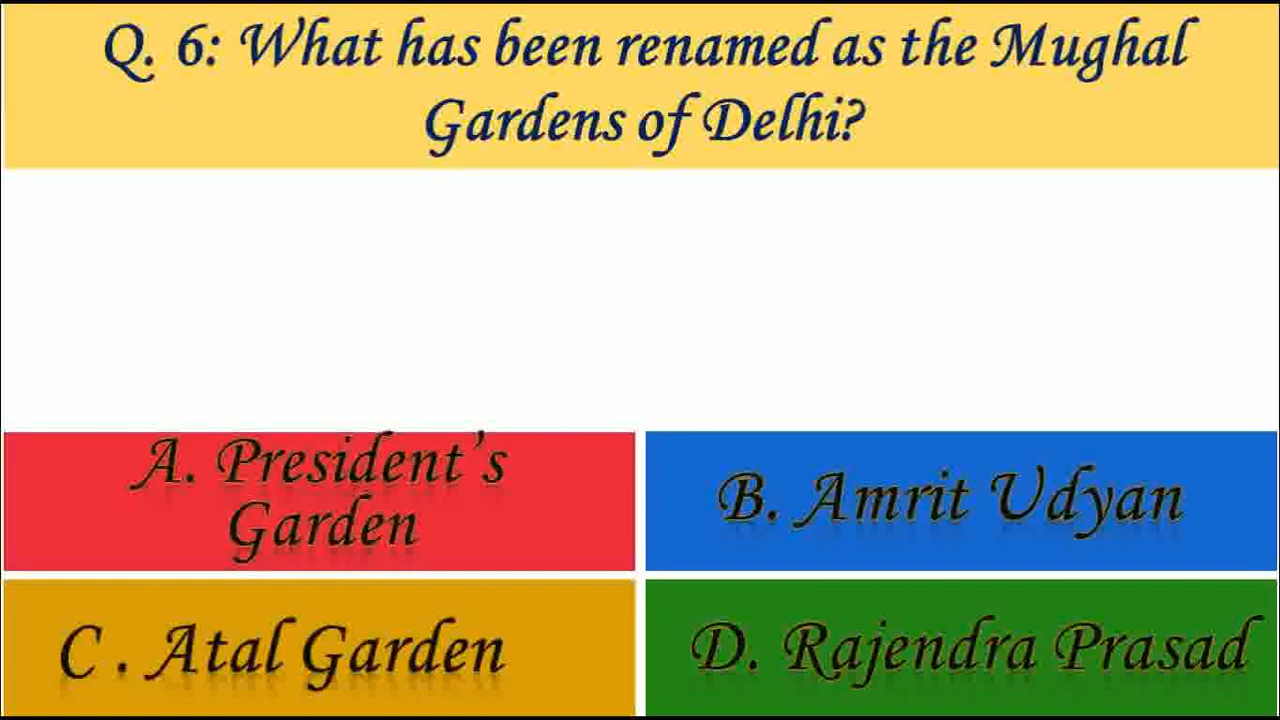 Q. 6: What has been renamed as the Mughal
Gardens of Delhi?
A. President's
Garden
B. Amrit Udyan
C . Atal Garden
D. Rajendra Prasad